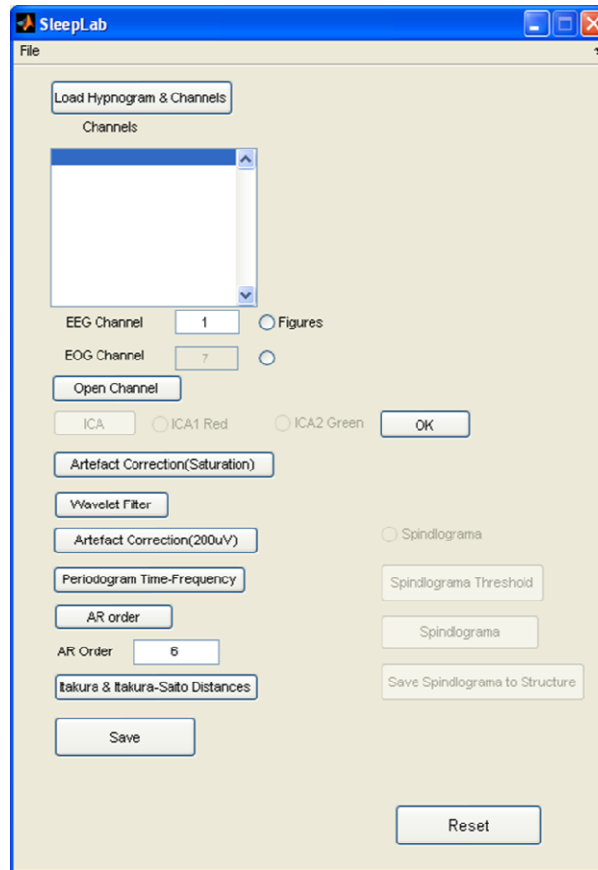 SleepLab
File
Load Hypnogram & Channels
Channels
EEG Channel 1 Figures
EOG Channel 7
Open Channel
ICA ICA1 Red ICA2 Green OK
Artefact Correction(Saturation)
Wavelet Filter
Artefact Correction(200uV) Spindlograma
Periodogram Time-Frequency Spindlograma Threshold
AR order Spindlograma
AR Order 6
Itakura & Itakura-Saito Distances Save Spindlograma to Structure
Save
Reset